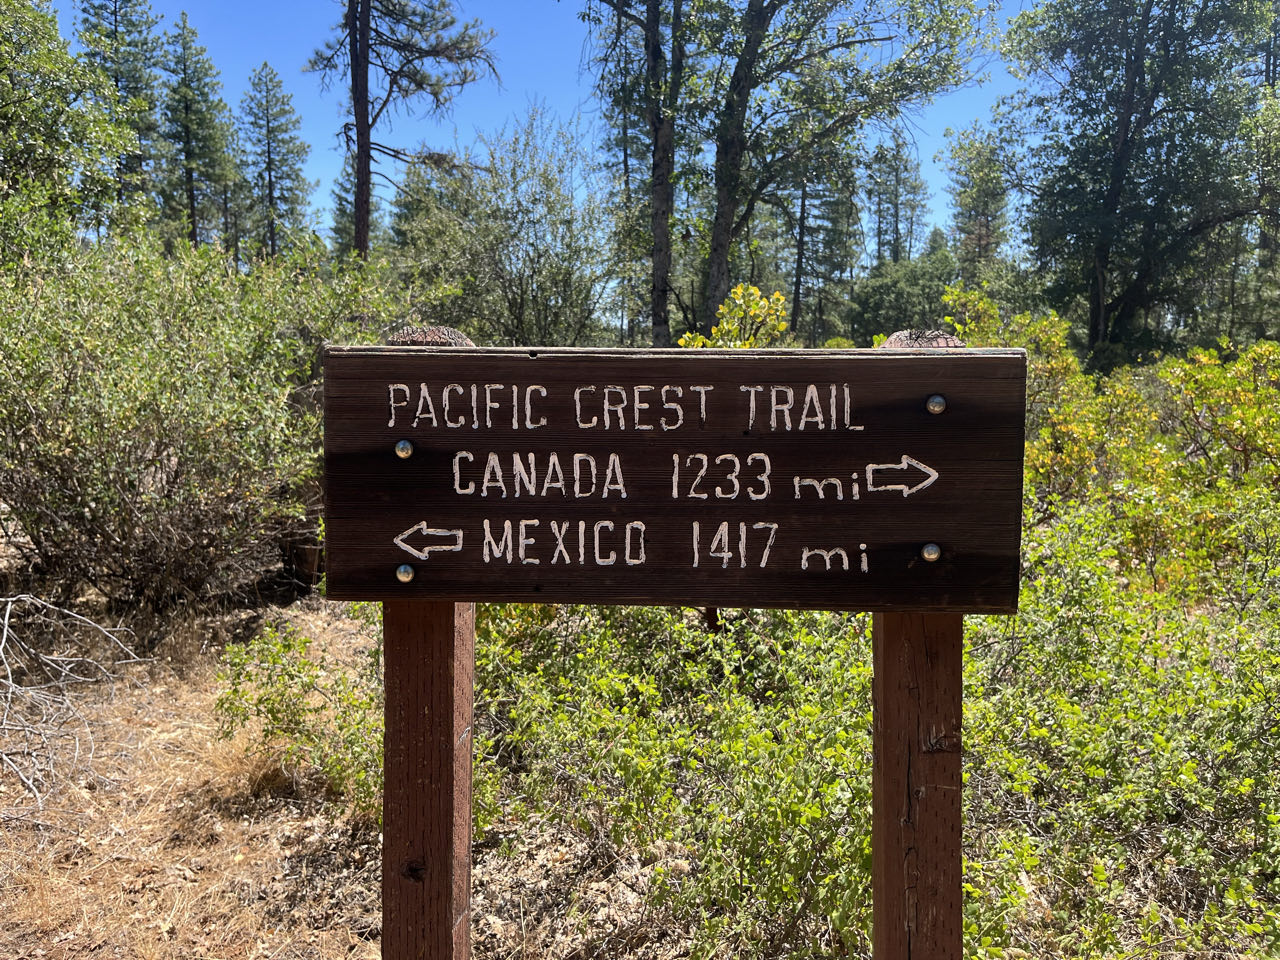 PACIFIC CREST TRAIL
CANADA 1233 mi
MEXICO 1417 mi